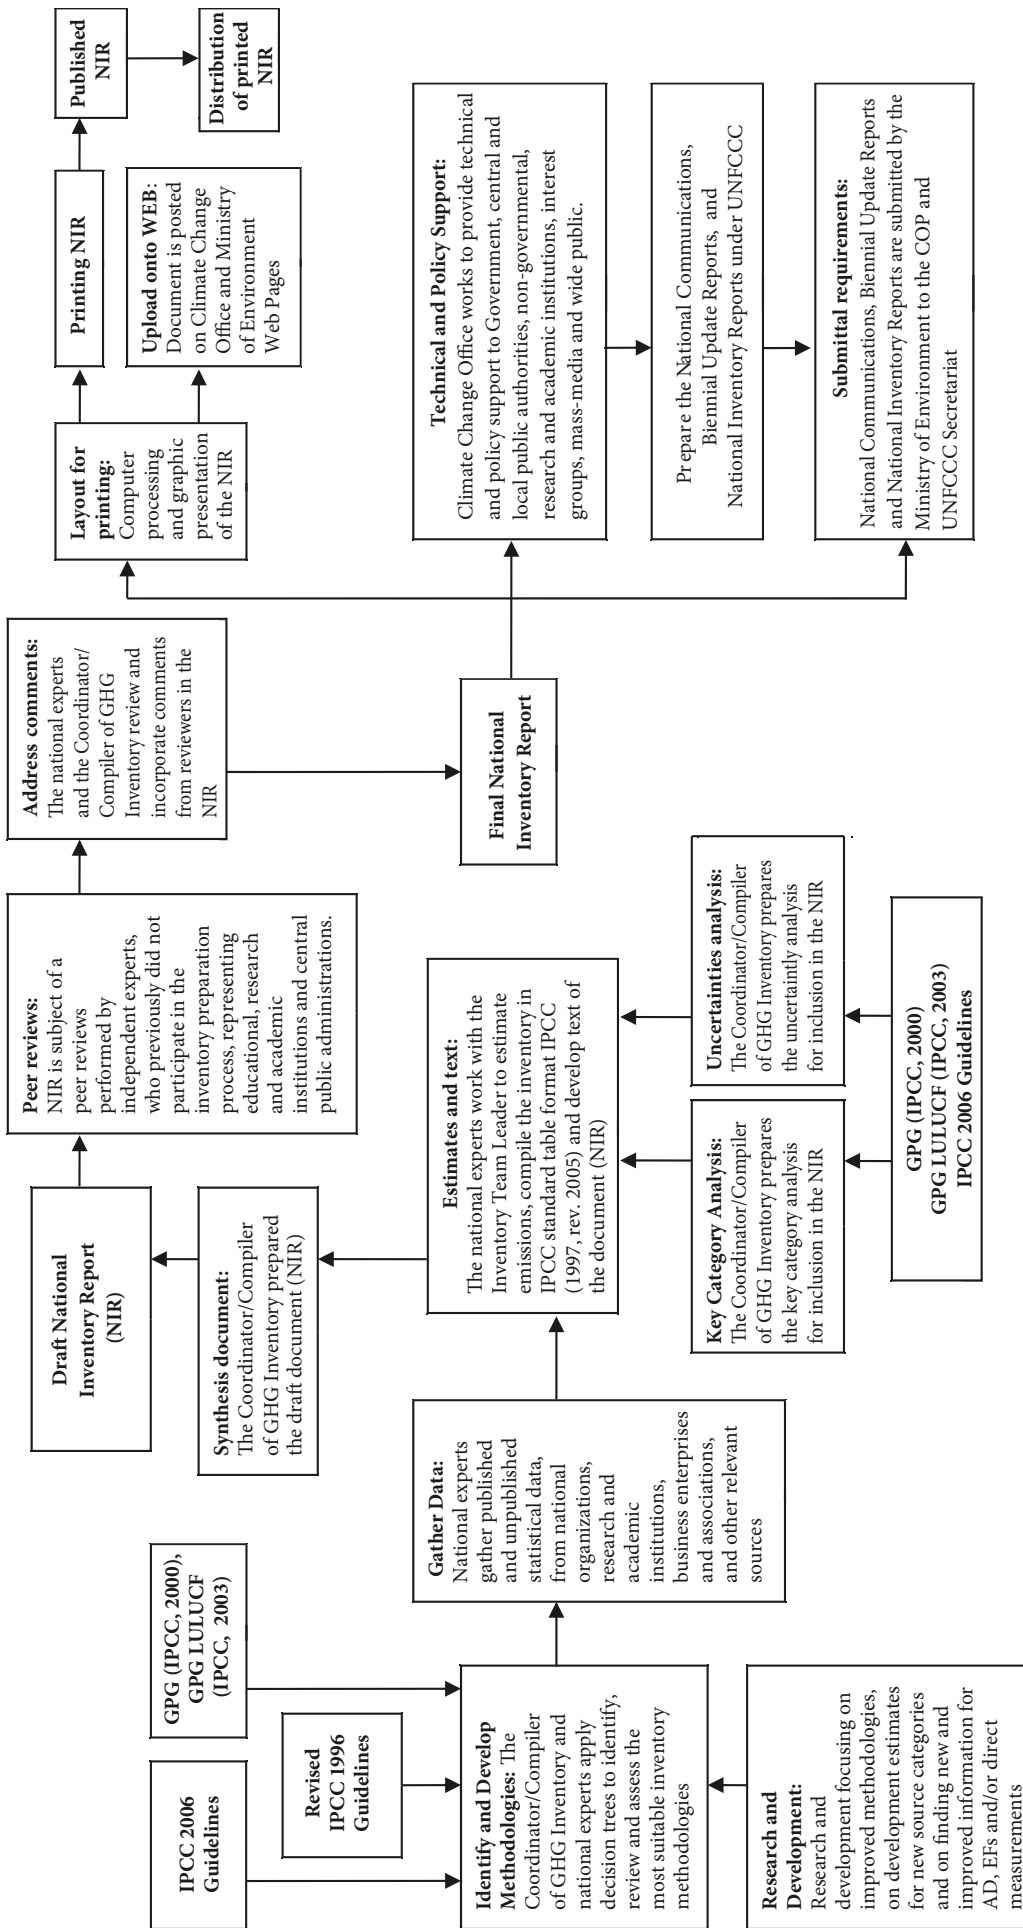 IPCC 2006
Guidelines
Revised
IPCC 1996
Guidelines
GPG (IPCC, 2000),
GPG LULUCF
(IPCC, 2003)
Identify and Develop
Methodologies: The
Coordinator/Compiler
of GHG Inventory and
national experts apply
decision trees to identify,
review and assess the
most suitable inventory
methodologies
Research and
Development:
Research and
development focusing on
improved methodologies,
on development estimates
for new source categories
and on finding new and
improved information for
AD, EFs and/or direct
measurements
Gather Data:
National experts
gather published
and unpublished
statistical data,
from national
organizations,
research and
academic
institutions,
business enterprises
and associations,
and other relevant
sources
Draft National
Inventory Report
(NIR)
Synthesis document:
The Coordinator/Compiler
of GHG Inventory prepared
the draft document (NIR)
Estimates and text:
The national experts work with the
Inventory Team Leader to estimate
emissions, compile the inventory in
IPCC standard table format IPCC
(1997, rev. 2005) and develop text of
the document (NIR)
Key Category Analysis:
The Coordinator/Compiler
of GHG Inventory prepares
the key category analysis
for inclusion in the NIR
Uncertainties analysis:
The Coordinator/Compiler
of GHG Inventory prepares
the uncertaintly analysis
for inclusion in the NIR
GPG (IPCC, 2000)
GPG LULUCF (IPCC, 2003)
IPCC 2006 Guidelines
Peer reviews:
NIR is subject of a
peer reviews
performed by
independent experts,
who previously did not
participate in the
inventory preparation
process, representing
educational, research
and academic
institutions and central
public administrations.
Address comments:
The national experts
and the Coordinator/
Compiler of GHG
Inventory review and
incorporate comments
from reviewers in the
NIR
Final National
Inventory Report
Layout for
printing:
Computer
processing
and graphic
presentation
of the NIR
Printing NIR
Published
NIR
Distribution
of printed
NIR
Upload onto WEB:
Document is posted
on Climate Change
Office and Ministry
of Environment
Web Pages
Technical and Policy Support:
Climate Change Office works to provide technical
and policy support to Government, central and
local public authorities, non-governmental,
research and academic institutions, interest
groups, mass-media and wide public.
Prepare the National Communications,
Biennial Update Reports, and
National Inventory Reports under UNFCCC
Submittal requirements:
National Communications, Biennial Update Reports
and National Inventory Reports are submitted by the
Ministry of Environment to the COP and
UNFCCC Secretariat